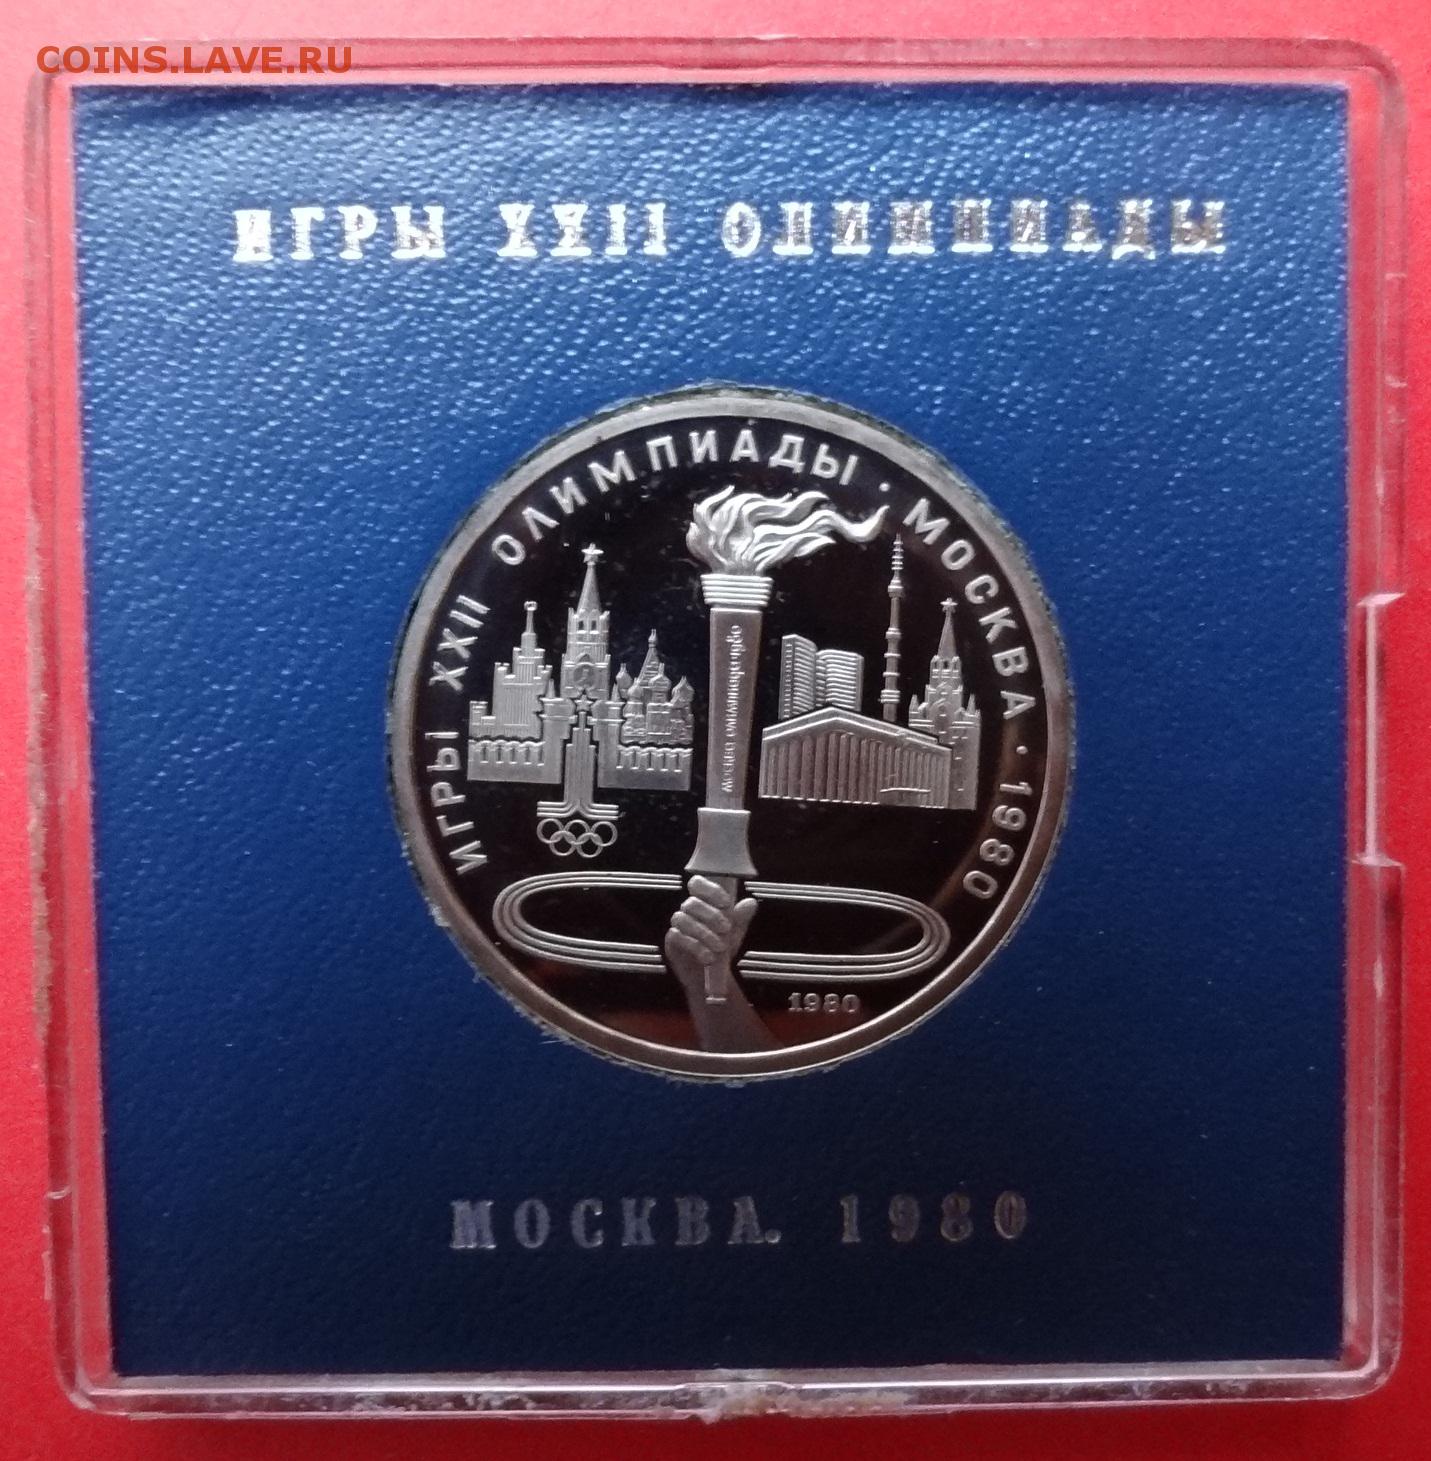 COINS.LAVE.RU
ИГРЫ XXII ОЛИМПИАДЫ
ИГРЫ XXII ОЛИМПИАДЫ · МОСКВА · 1980
1980
МОСКВА. 1980